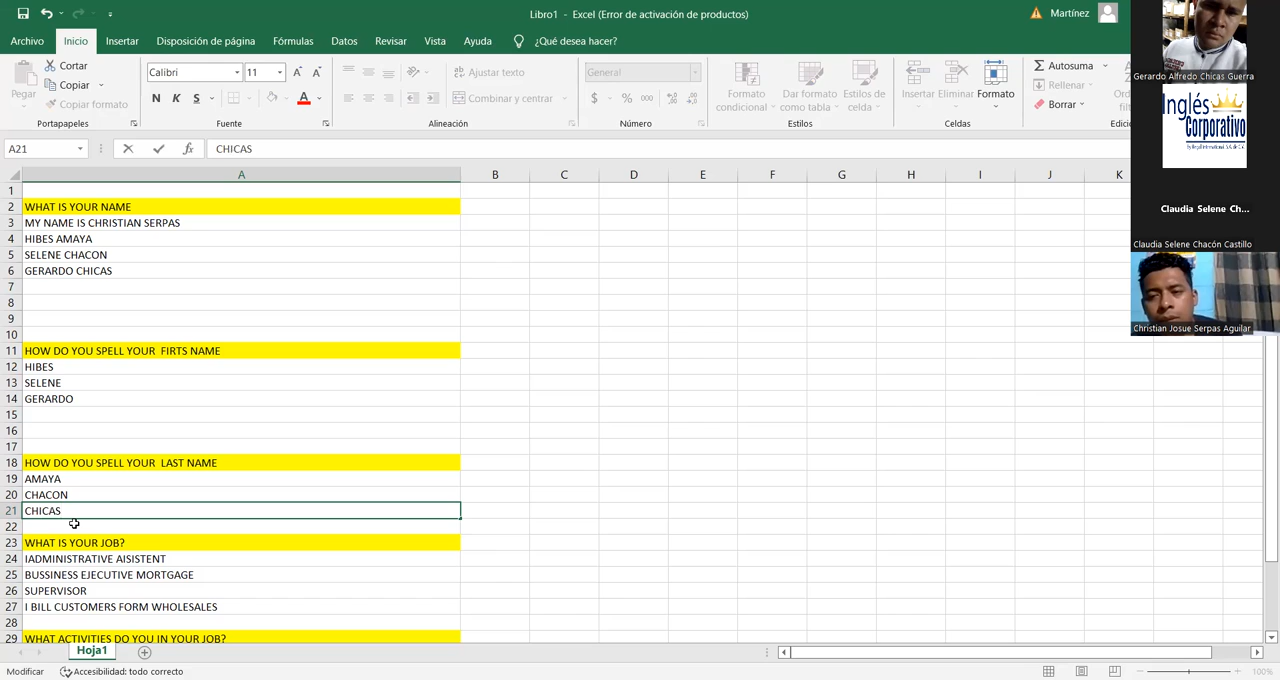 Libro1 - Excel (Error de activación de productos)
Martínez
Archivo Inicio Insertar Disposición de página Fórmulas Datos Revisar Vista Ayuda ¿Qué desea hacer?
Pegar
Cortar
Copiar
Copiar formato
Portapapeles
Calibri 11
N K S
Fuente
Ajustar texto
Combinar y centrar
Alineación
General
$ % 000
Número
Formato condicional
Dar formato como tabla
Estilos de celda
Estilos
Insertar Eliminar Formato
Celdas
Autosuma
Rellenar
Borrar
A21 fx CHICAS
A B C D E F G H I J K
1
2 WHAT IS YOUR NAME
3 MY NAME IS CHRISTIAN SERPAS
4 HIBES AMAYA
5 SELENE CHACON
6 GERARDO CHICAS
7
8
9
10
11 HOW DO YOU SPELL YOUR  FIRTS NAME
12 HIBES
13 SELENE
14 GERARDO
15
16
17
18 HOW DO YOU SPELL YOUR  LAST NAME
19 AMAYA
20 CHACON
21 CHICAS
22
23 WHAT IS YOUR JOB?
24 IADMINISTRATIVE AISISTENT
25 BUSSINESS EJECUTIVE MORTGAGE
26 SUPERVISOR
27 I BILL CUSTOMERS FORM WHOLESALES
28
29 WHAT ACTIVITIES DO YOU IN YOUR JOB?
Hoja1
Modificar Accesibilidad: todo correcto
100%
Gerardo Alfredo Chicas Guerra
Inglés
Corporativo
Claudia Selene Ch...
Claudia Selene Chacón Castillo
Christian Josue Serpas Aguilar